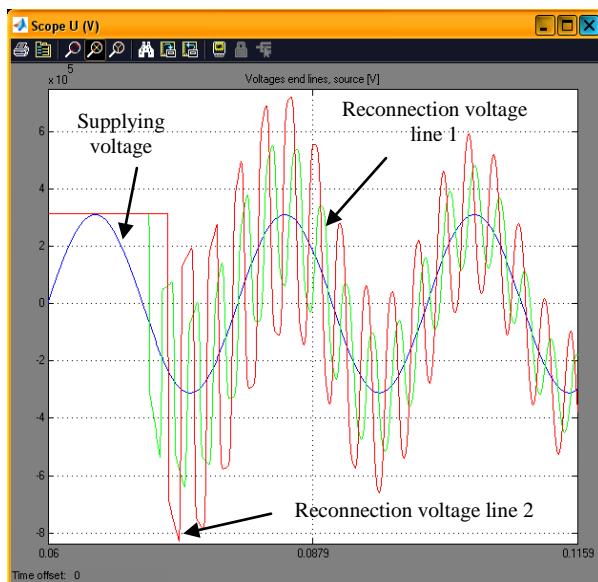 Scope U (V)
x 10^5
Voltages end lines, source [V]
Supplying
voltage
Reconnection voltage
line 1
6
4
2
0
-2
-4
-6
-8
Reconnection voltage line 2
0.06
0.0879
0.1159
Time offset: 0